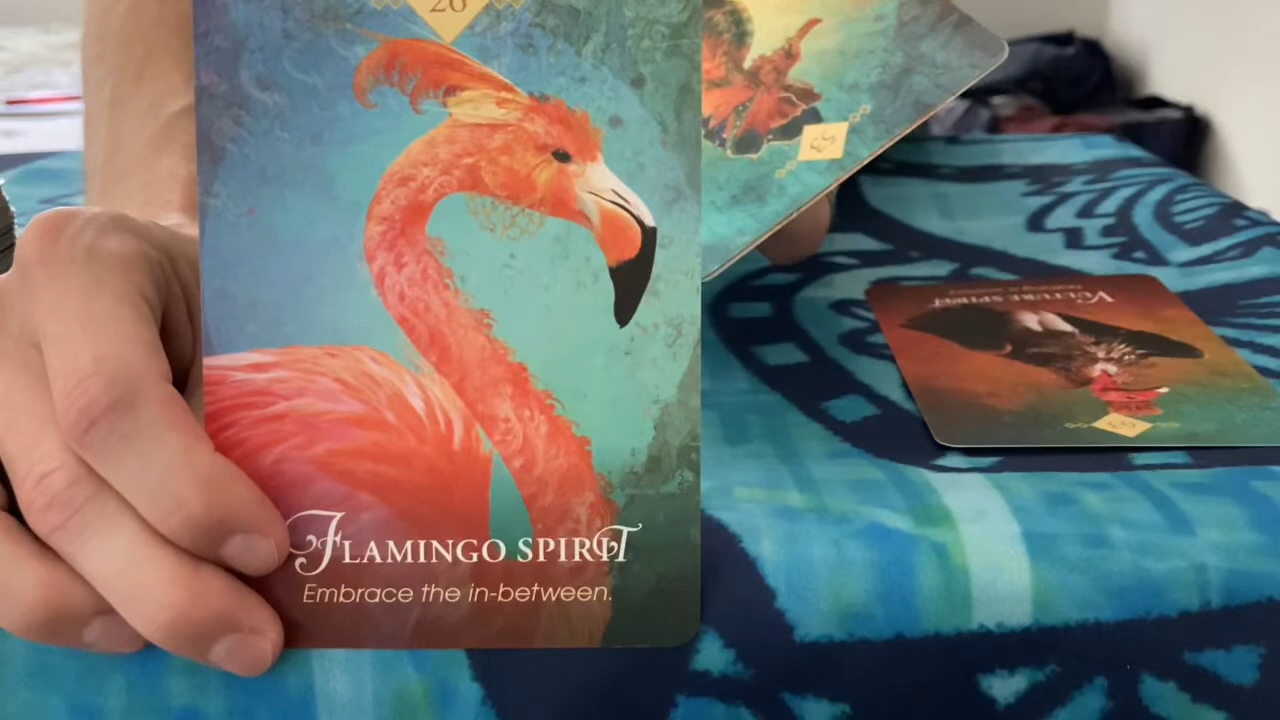 26
FLAMINGO SPIRIT
Embrace the in-between.
VULTURE SPIRIT